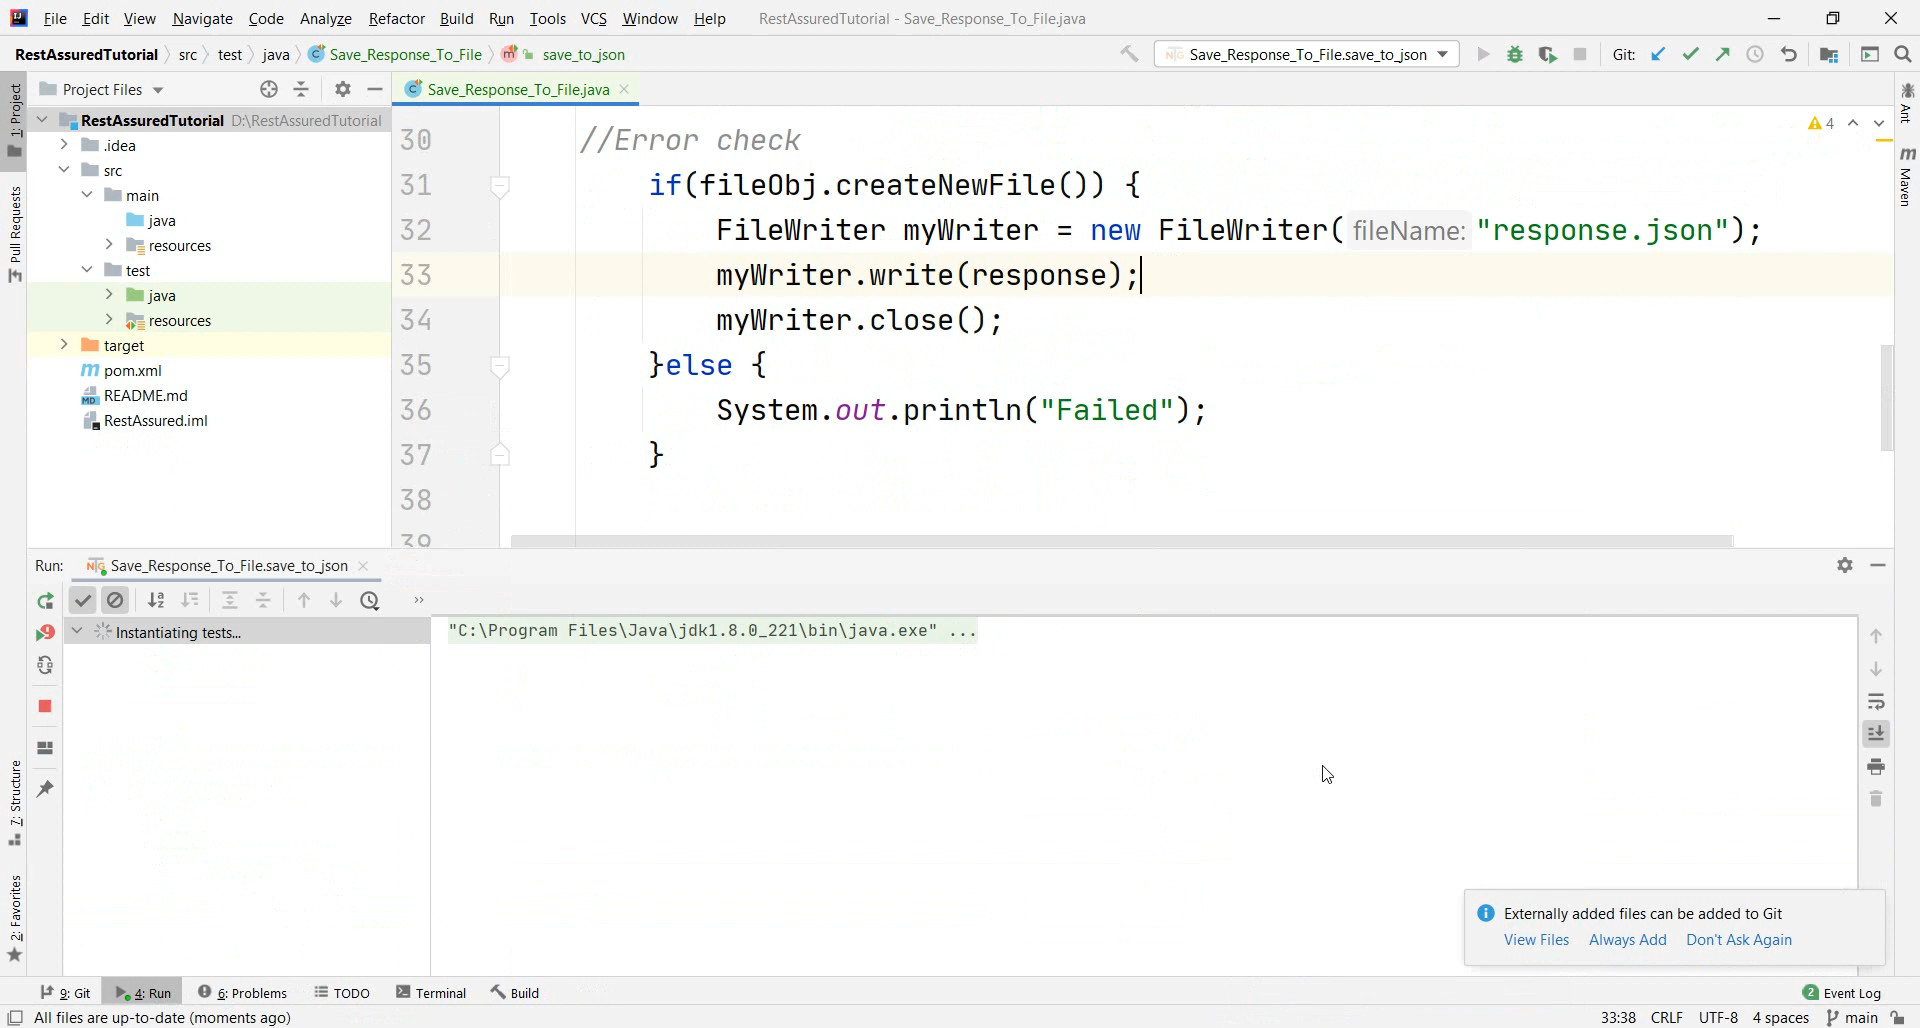 File Edit View Navigate Code Analyze Refactor Build Run Tools VCS Window Help RestAssuredTutorial - Save_Response_To_File.java
RestAssuredTutorial src test java Save_Response_To_File save_to_json Save_Response_To_File.save_to_json Git:
Project Files
Save_Response_To_File.java
1: Project
Pull Requests
7: Structure
2: Favorites
Ant
Maven
RestAssuredTutorial D:\RestAssuredTutorial
.idea
src
main
java
resources
test
java
resources
target
pom.xml
README.md
RestAssured.iml
4
30 //Error check
31 if(fileObj.createNewFile()) {
32 FileWriter myWriter = new FileWriter( fileName: "response.json");
33 myWriter.write(response);
34 myWriter.close();
35 }else {
36 System.out.println("Failed");
37 }
38
39
Run: Save_Response_To_File.save_to_json
Instantiating tests...
"C:\Program Files\Java\jdk1.8.0_221\bin\java.exe" ...
Externally added files can be added to Git
View Files Always Add Don't Ask Again
9: Git 4: Run 6: Problems TODO Terminal Build 2 Event Log
All files are up-to-date (moments ago) 33:38 CRLF UTF-8 4 spaces main